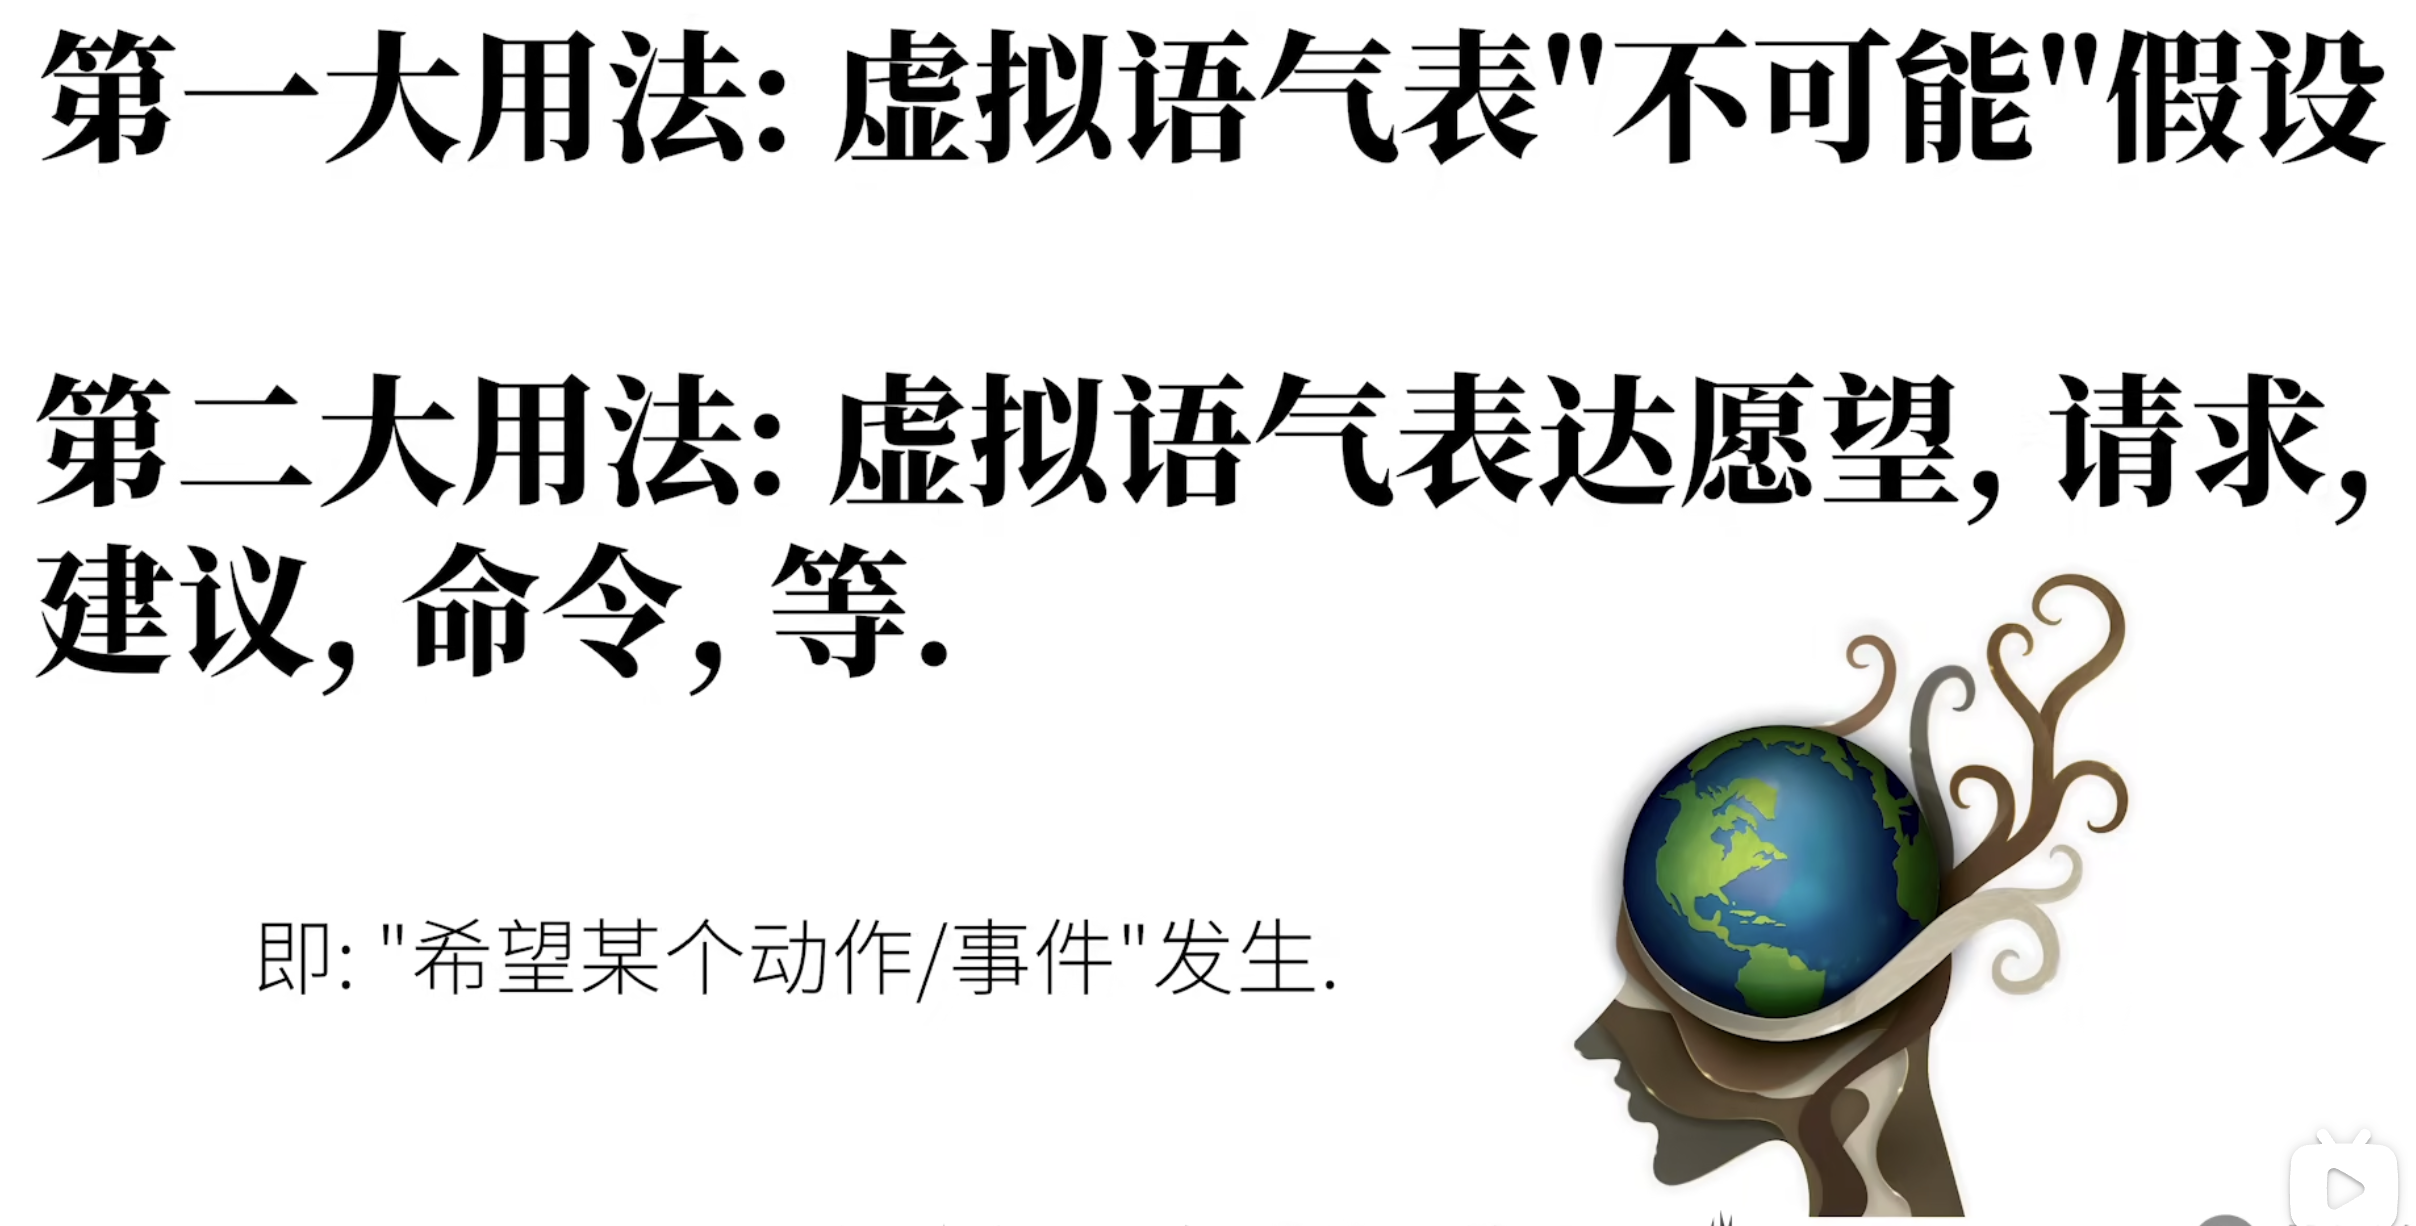 第一大用法: 虚拟语气表"不可能"假设
第二大用法: 虚拟语气表达愿望, 请求,
建议, 命令, 等.
即: "希望某个动作/事件"发生.